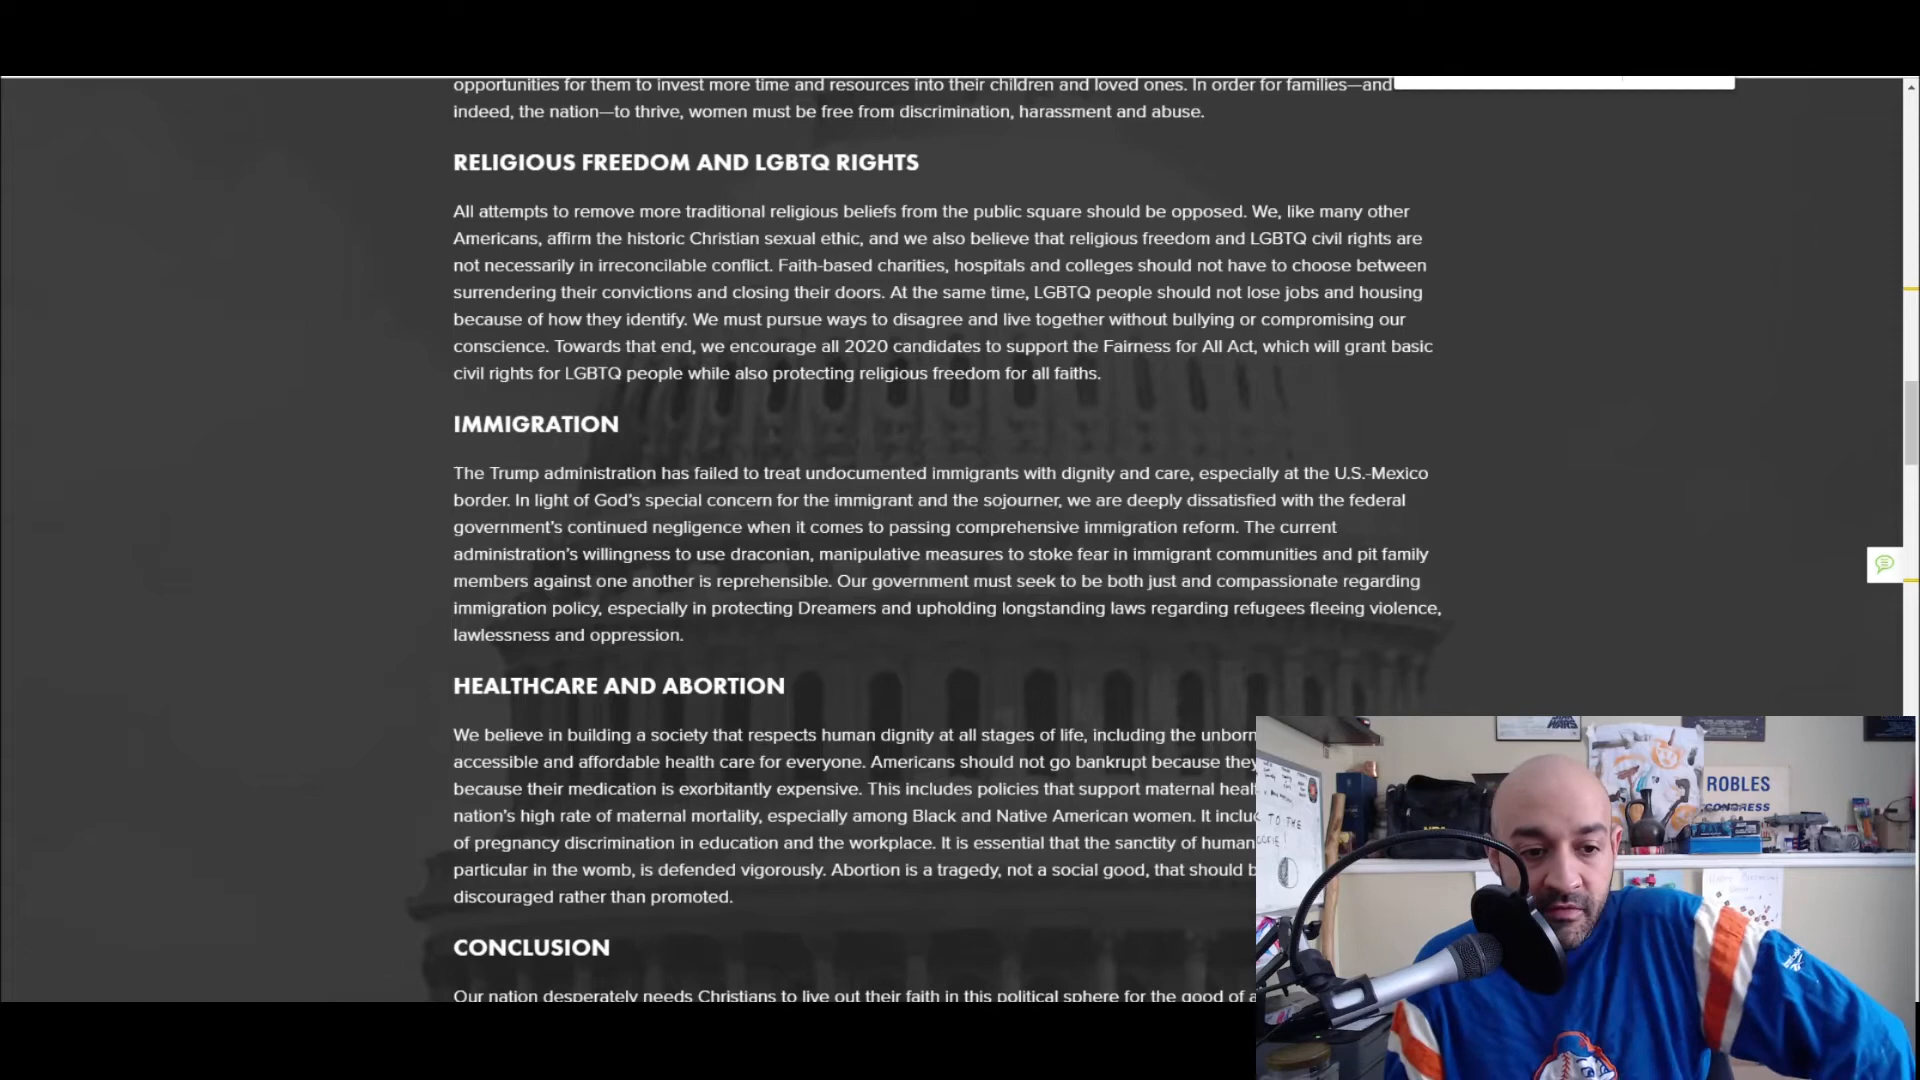 opportunities for them to invest more time and resources into their children and loved ones. In order for families—and
indeed, the nation—to thrive, women must be free from discrimination, harassment and abuse.
RELIGIOUS FREEDOM AND LGBTQ RIGHTS
All attempts to remove more traditional religious beliefs from the public square should be opposed. We, like many other
Americans, affirm the historic Christian sexual ethic, and we also believe that religious freedom and LGBTQ civil rights are
not necessarily in irreconcilable conflict. Faith-based charities, hospitals and colleges should not have to choose between
surrendering their convictions and closing their doors. At the same time, LGBTQ people should not lose jobs and housing
because of how they identify. We must pursue ways to disagree and live together without bullying or compromising our
conscience. Towards that end, we encourage all 2020 candidates to support the Fairness for All Act, which will grant basic
civil rights for LGBTQ people while also protecting religious freedom for all faiths.
IMMIGRATION
The Trump administration has failed to treat undocumented immigrants with dignity and care, especially at the U.S.-Mexico
border. In light of God's special concern for the immigrant and the sojourner, we are deeply dissatisfied with the federal
government's continued negligence when it comes to passing comprehensive immigration reform. The current
administration's willingness to use draconian, manipulative measures to stoke fear in immigrant communities and pit family
members against one another is reprehensible. Our government must seek to be both just and compassionate regarding
immigration policy, especially in protecting Dreamers and upholding longstanding laws regarding refugees fleeing violence,
lawlessness and oppression.
HEALTHCARE AND ABORTION
We believe in building a society that respects human dignity at all stages of life, including the unborn
accessible and affordable health care for everyone. Americans should not go bankrupt because they
because their medication is exorbitantly expensive. This includes policies that support maternal heal
nation's high rate of maternal mortality, especially among Black and Native American women. It inclu
of pregnancy discrimination in education and the workplace. It is essential that the sanctity of human
particular in the womb, is defended vigorously. Abortion is a tragedy, not a social good, that should b
discouraged rather than promoted.
CONCLUSION
Our nation desperately needs Christians to live out their faith in this political sphere for the good of a
ROBLES
CONGRESS
TO THE